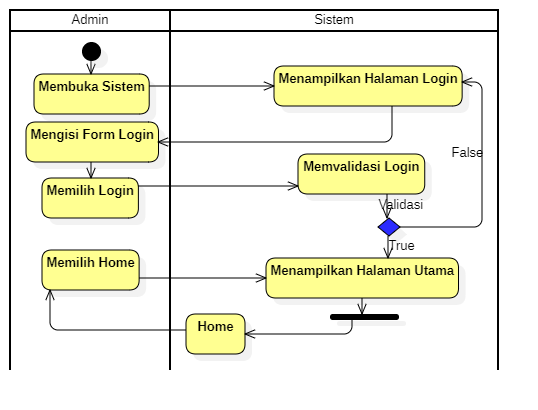 Admin
Sistem
Membuka Sistem
Menampilkan Halaman Login
Mengisi Form Login
False
Memvalidasi Login
Memilih Login
Validasi
True
Memilih Home
Menampilkan Halaman Utama
Home